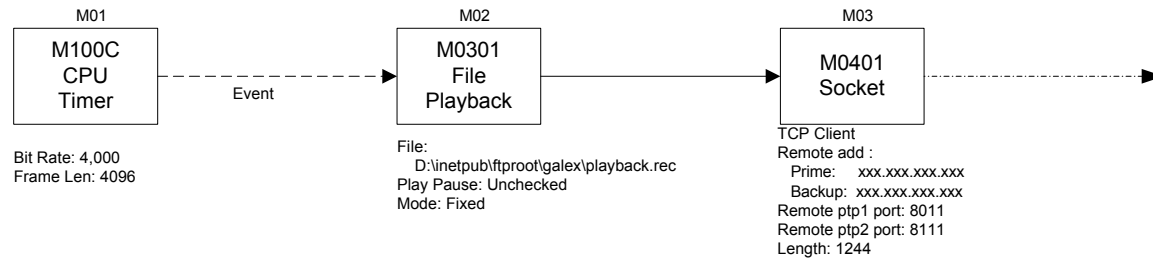 M01
M100C
CPU
Timer
Bit Rate: 4,000
Frame Len: 4096
Event
M02
M0301
File
Playback
File:
D:\inetpub\ftproot\galex\playback.rec
Play Pause: Unchecked
Mode: Fixed
M03
M0401
Socket
TCP Client
Remote add :
Prime: xxx.xxx.xxx.xxx
Backup: xxx.xxx.xxx.xxx
Remote ptp1 port: 8011
Remote ptp2 port: 8111
Length: 1244